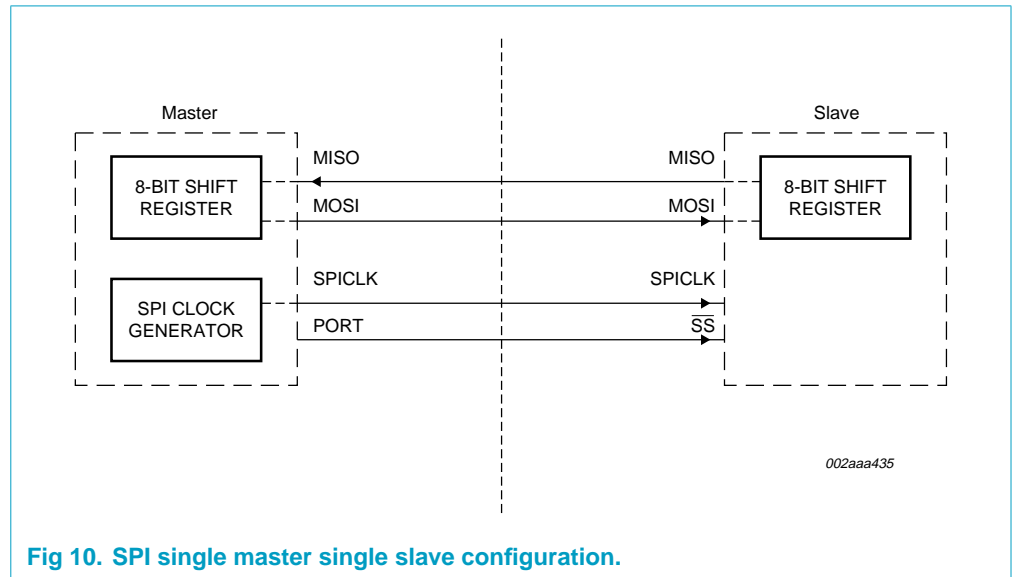 Master
Slave
8-BIT SHIFT
REGISTER
MISO
MISO
8-BIT SHIFT
REGISTER
MOSI
MOSI
SPI CLOCK
GENERATOR
SPICLK
SPICLK
PORT
S̅S̅
002aaa435
Fig 10. SPI single master single slave configuration.